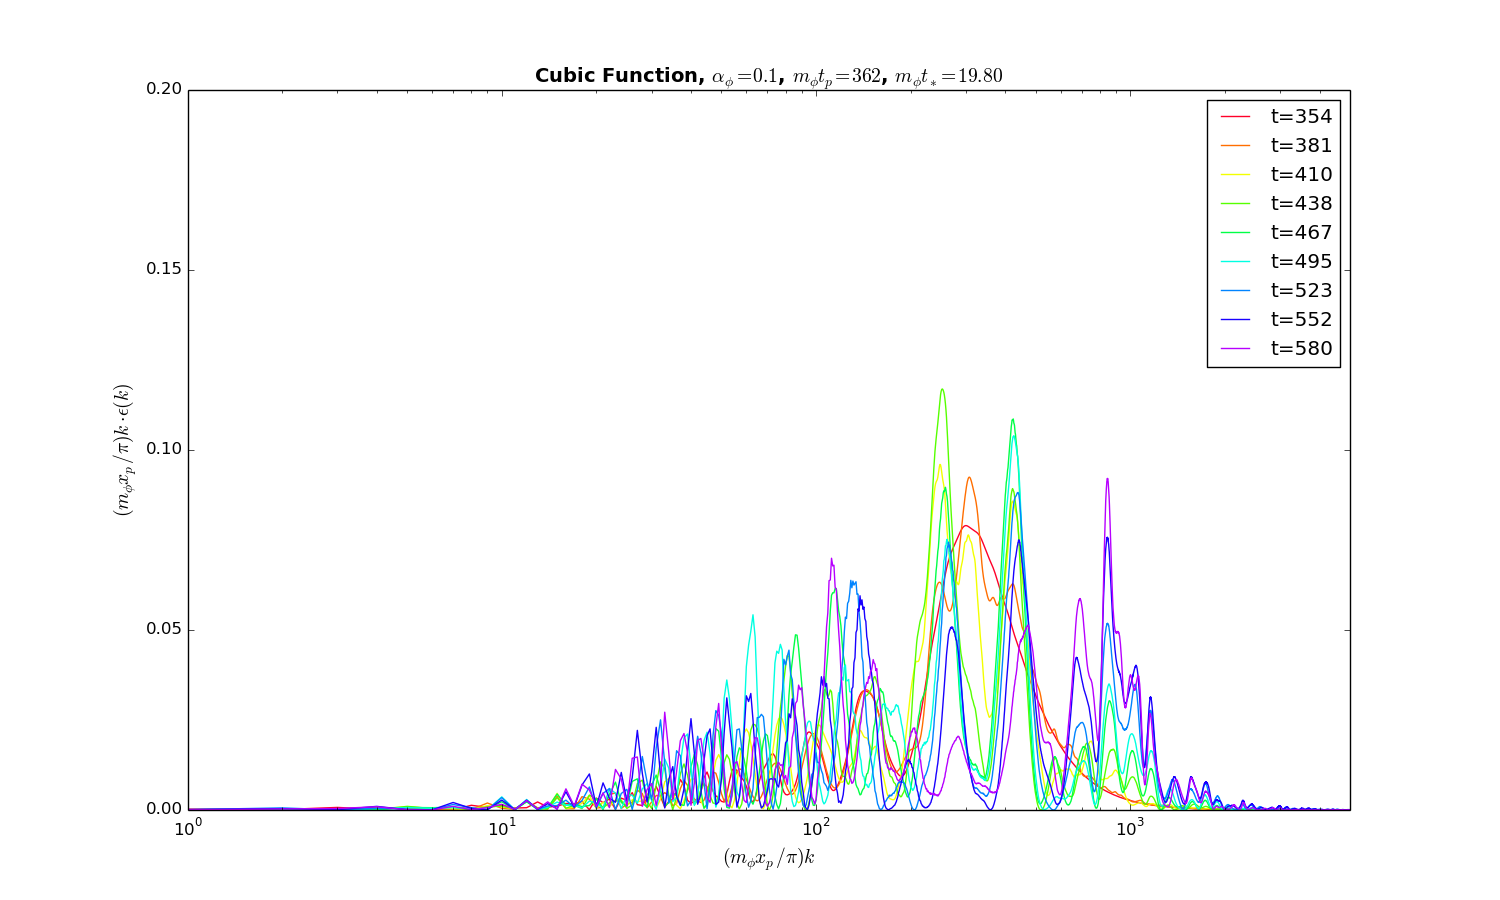 Cubic Function, α_ϕ=0.1, m_ϕt_p=362, m_ϕt_*=19.80
0.20
0.15
0.10
0.05
0.00
(m_ϕx_p/π)k·ϵ(k)
t=354
t=381
t=410
t=438
t=467
t=495
t=523
t=552
t=580
10^0 10^1 10^2 10^3
(m_ϕx_p/π)k